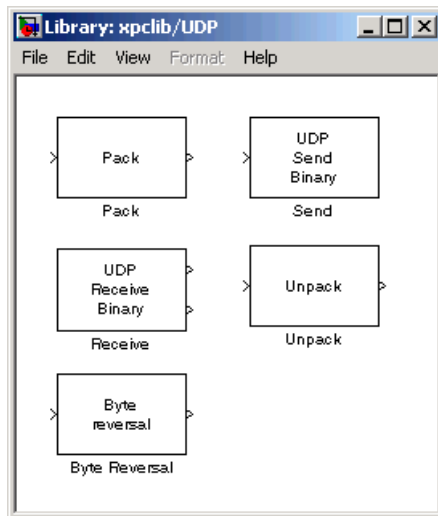 Library: xpclib/UDP
File Edit View Format Help
Pack
Pack
UDP
Send
Binary
Send
UDP
Receive
Binary
Receive
Unpack
Unpack
Byte
reversal
Byte Reversal